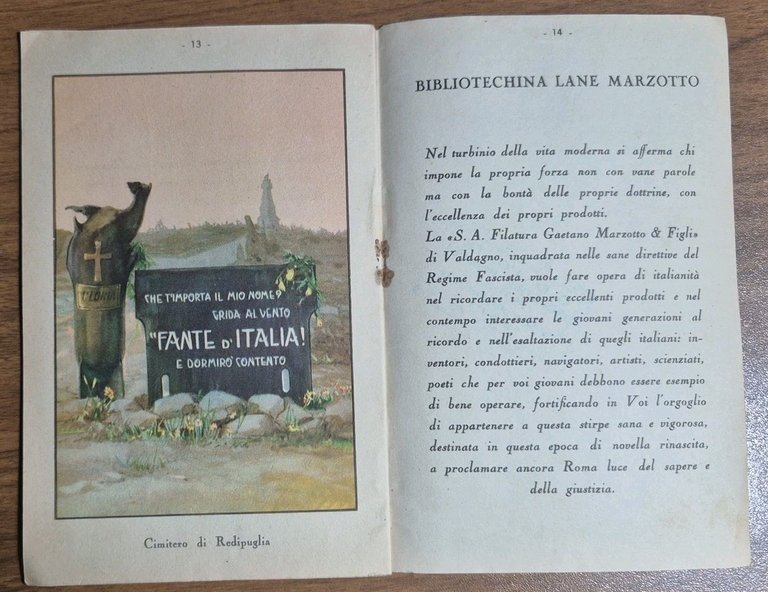 - 13 -
GLORIA
CHE T'IMPORTA IL MIO NOME?
GRIDA AL VENTO
"FANTE D'ITALIA!
E DORMIRÒ CONTENTO
Cimitero di Redipuglia
- 14 -
BIBLIOTECHINA LANE MARZOTTO
Nel turbinio della vita moderna si afferma chi
impone la propria forza non con vane parole
ma con la bontà delle proprie dottrine, con
l'eccellenza dei propri prodotti.
La «S. A. Filatura Gaetano Marzotto & Figli»
di Valdagno, inquadrata nelle sane direttive del
Regime Fascista, vuole fare opera di italianità
nel ricordare i propri eccellenti prodotti e nel
contempo interessare le giovani generazioni al
ricordo e nell'esaltazione di quegli italiani: in-
ventori, condottieri, navigatori, artisti, scienziati,
poeti che per voi giovani debbono essere esempio
di bene operare, fortificando in Voi l'orgoglio
di appartenere a questa stirpe sana e vigorosa,
destinata in questa epoca di novella rinascita,
a proclamare ancora Roma luce del sapere e
della giustizia.